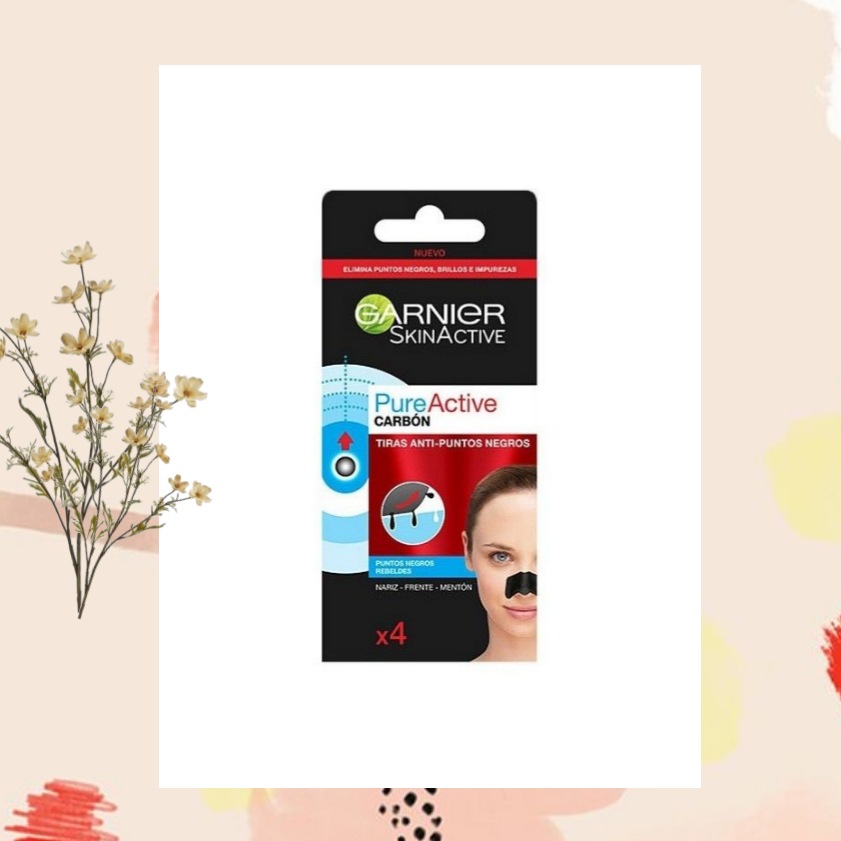 NUEVO
ELIMINA PUNTOS NEGROS, BRILLOS E IMPUREZAS
GARNIER
SKINACTIVE
PureActive
CARBÓN
TIRAS ANTI-PUNTOS NEGROS
PUNTOS NEGROS
REBELDES
NARIZ - FRENTE - MENTÓN
x4